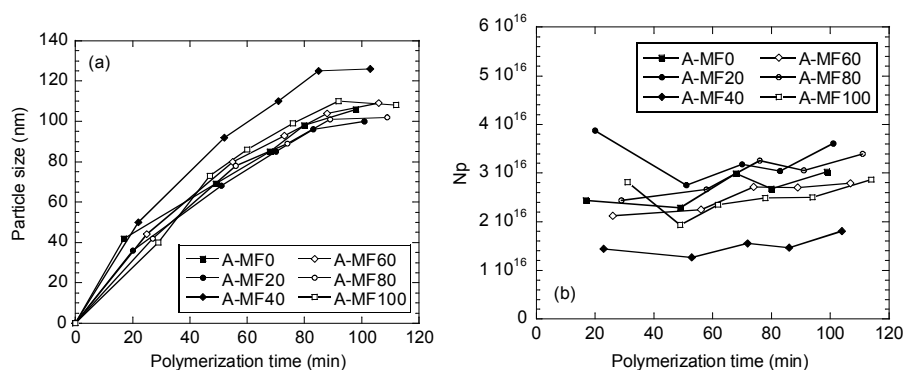 140
120
100
80
60
40
20
0
Particle size (nm)
(a)
A-MF0
A-MF20
A-MF40
A-MF60
A-MF80
A-MF100
0 20 40 60 80 100 120
Polymerization time (min)
6 10^16
5 10^16
4 10^16
3 10^16
2 10^16
1 10^16
0
Np
A-MF0
A-MF20
A-MF40
A-MF60
A-MF80
A-MF100
(b)
0 20 40 60 80 100 120
Polymerization time (min)